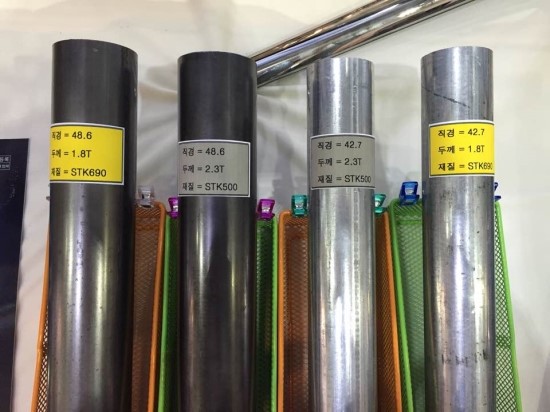 직경 = 48.6
두께 = 1.8T
재질 = STK690
직경 = 48.6
두께 = 2.3T
재질 = STK500
직경 = 42.7
두께 = 2.3T
재질 = STK500
직경 = 42.7
두께 = 1.8T
재질 = STK690